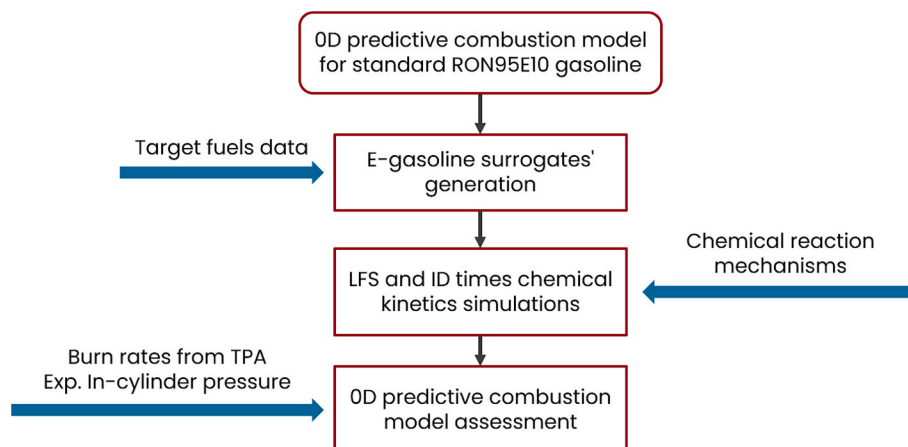 0D predictive combustion model
for standard RON95E10 gasoline
Target fuels data
E-gasoline surrogates'
generation
Chemical reaction
mechanisms
LFS and ID times chemical
kinetics simulations
Burn rates from TPA
Exp. In-cylinder pressure
0D predictive combustion
model assessment